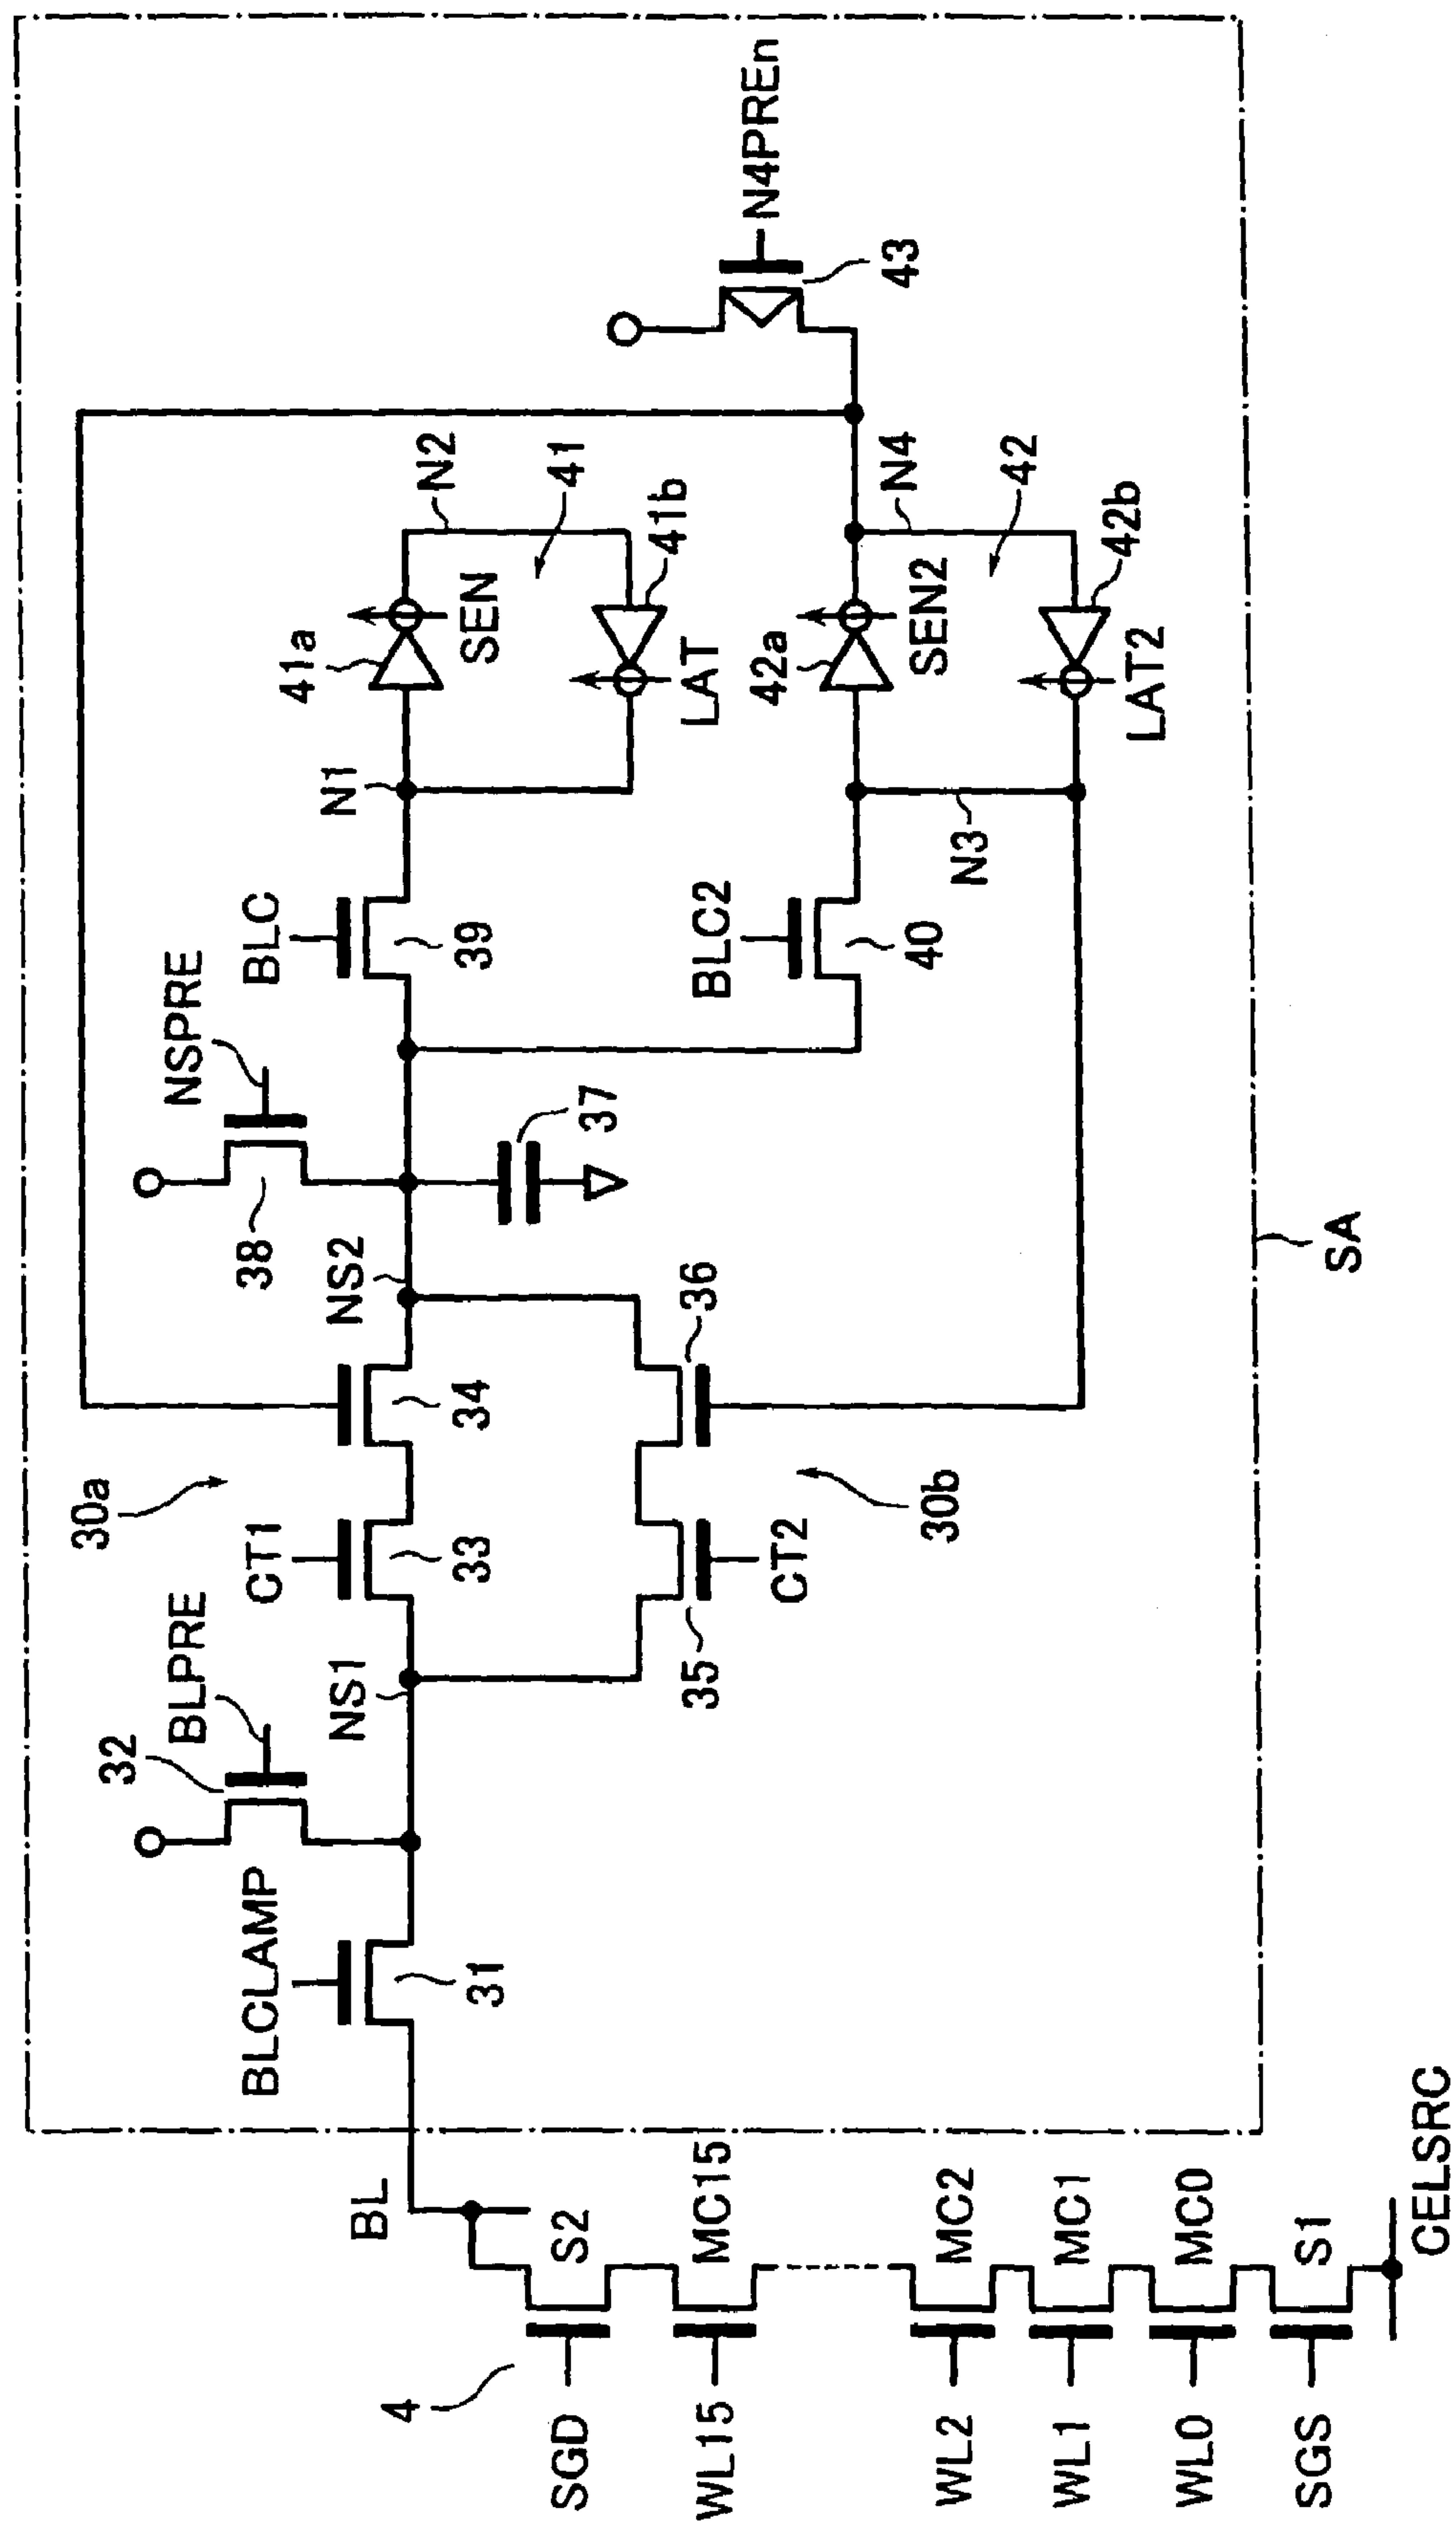 N4PREn
43
N2
41
41b
41a
SEN
LAT
N1
N4
42
42b
42a
SEN2
LAT2
N3
BLC
39
BLC2
40
NSPRE
38
37
NS2
34
36
30a
30b
CT1
33
CT2
35
NS1
BLPRE
32
BLCLAMP
31
SA
BL
4
S2
SGD
MC15
WL15
MC2
WL2
MC1
WL1
MC0
WL0
S1
SGS
CELSRC